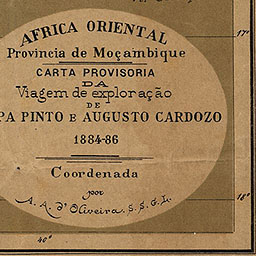 AFRICA ORIENTAL
Provincia de Moçambique
CARTA PROVISORIA
DA
Viagem de exploração
DE
PA PINTO E AUGUSTO CARDOZO
1884-86
Coordenada
por
A. A. d'Oliveira. S. S. G. L.
17°
18°
40°